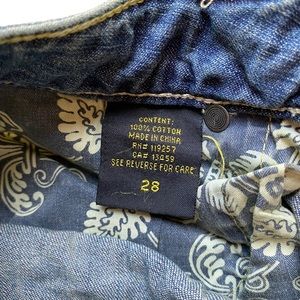 CONTENT:
100% COTTON
MADE IN CHINA
RN# 119257
CA# 13459
SEE REVERSE FOR CARE
28